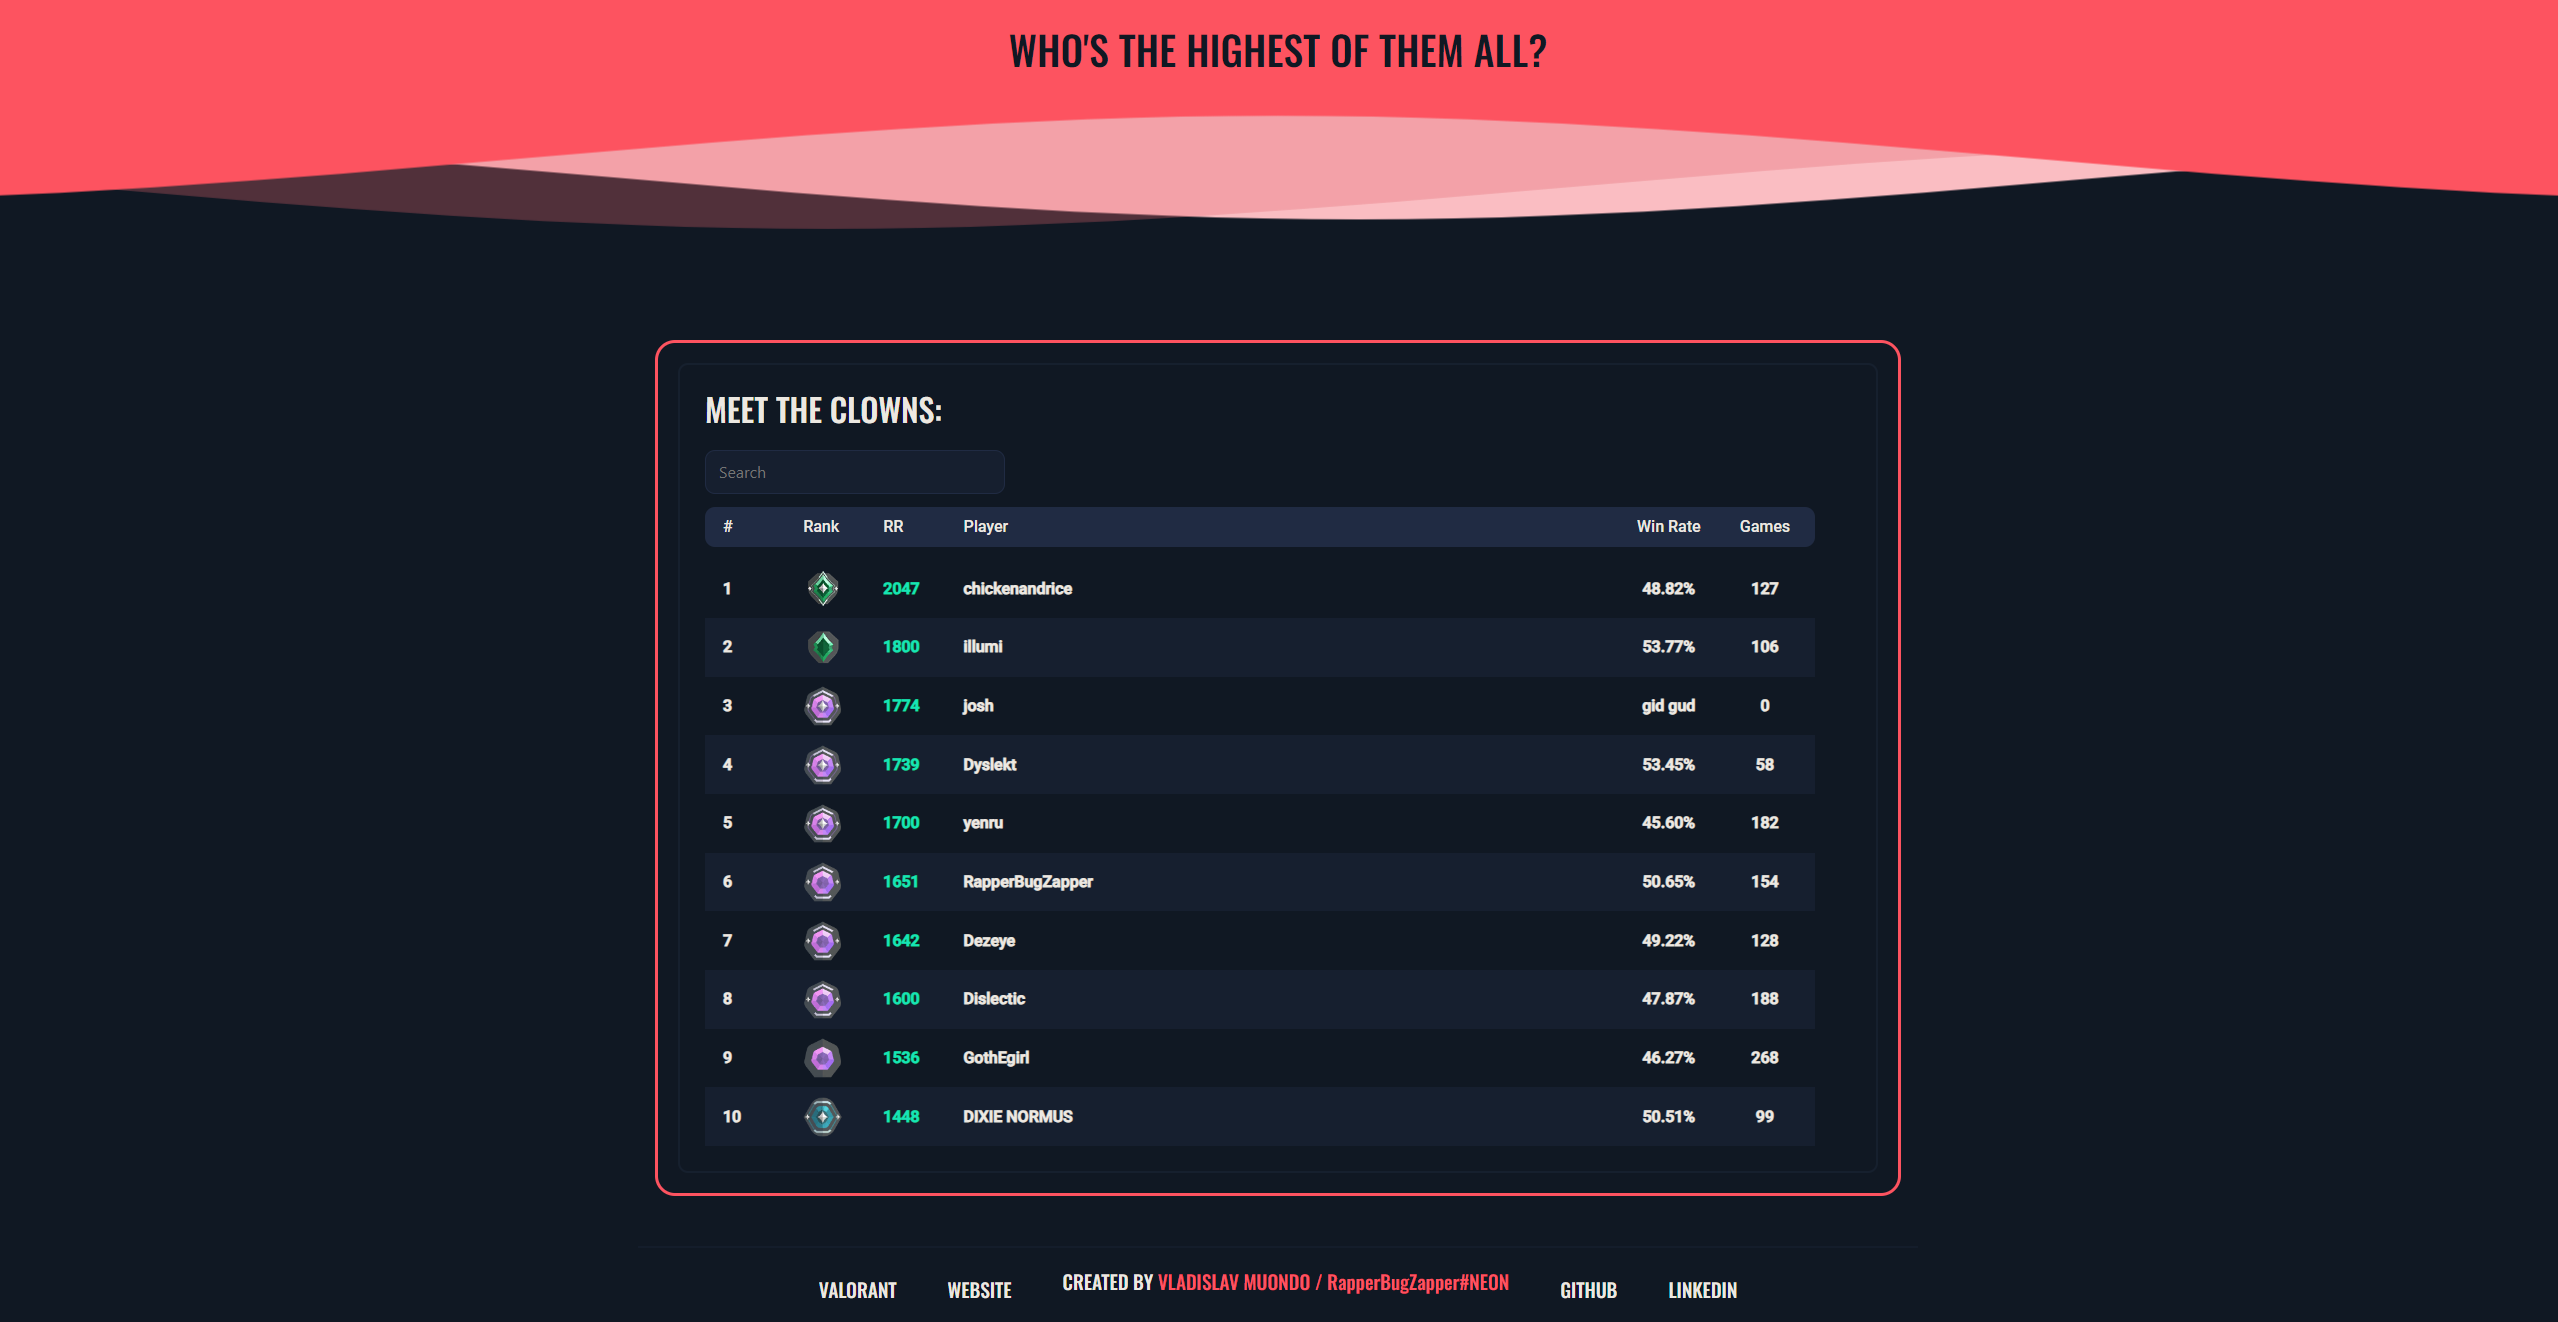 WHO'S THE HIGHEST OF THEM ALL?
MEET THE CLOWNS:
Search
# Rank RR Player Win Rate Games
1 2047 chickenandrice 48.82% 127
2 1800 illumi 53.77% 106
3 1774 josh gid gud 0
4 1739 Dyslekt 53.45% 58
5 1700 yenru 45.60% 182
6 1651 RapperBugZapper 50.65% 154
7 1642 Dezeye 49.22% 128
8 1600 Dislectic 47.87% 188
9 1536 GothEgirl 46.27% 268
10 1448 DIXIE NORMUS 50.51% 99
VALORANT WEBSITE CREATED BY VLADISLAV MUONDO / RapperBugZapper#NEON GITHUB LINKEDIN